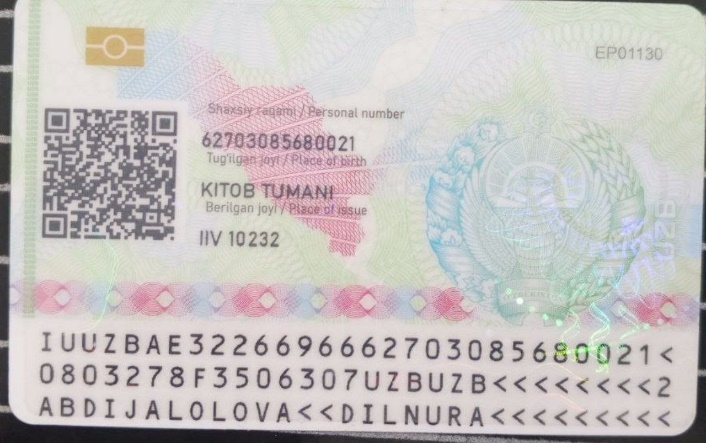 EP01130
Shaxsiy raqami / Personal number
62703085680021
Tug'ilgan joyi / Place of birth
KITOB TUMANI
Berilgan joyi / Place of issue
IIV 10232
IUUZBAE3226696662703085680021<
0803278F3506307UZBUZB<<<<<<<<2
ABDIJALOLOVA<<DILNURA<<<<<<<<<